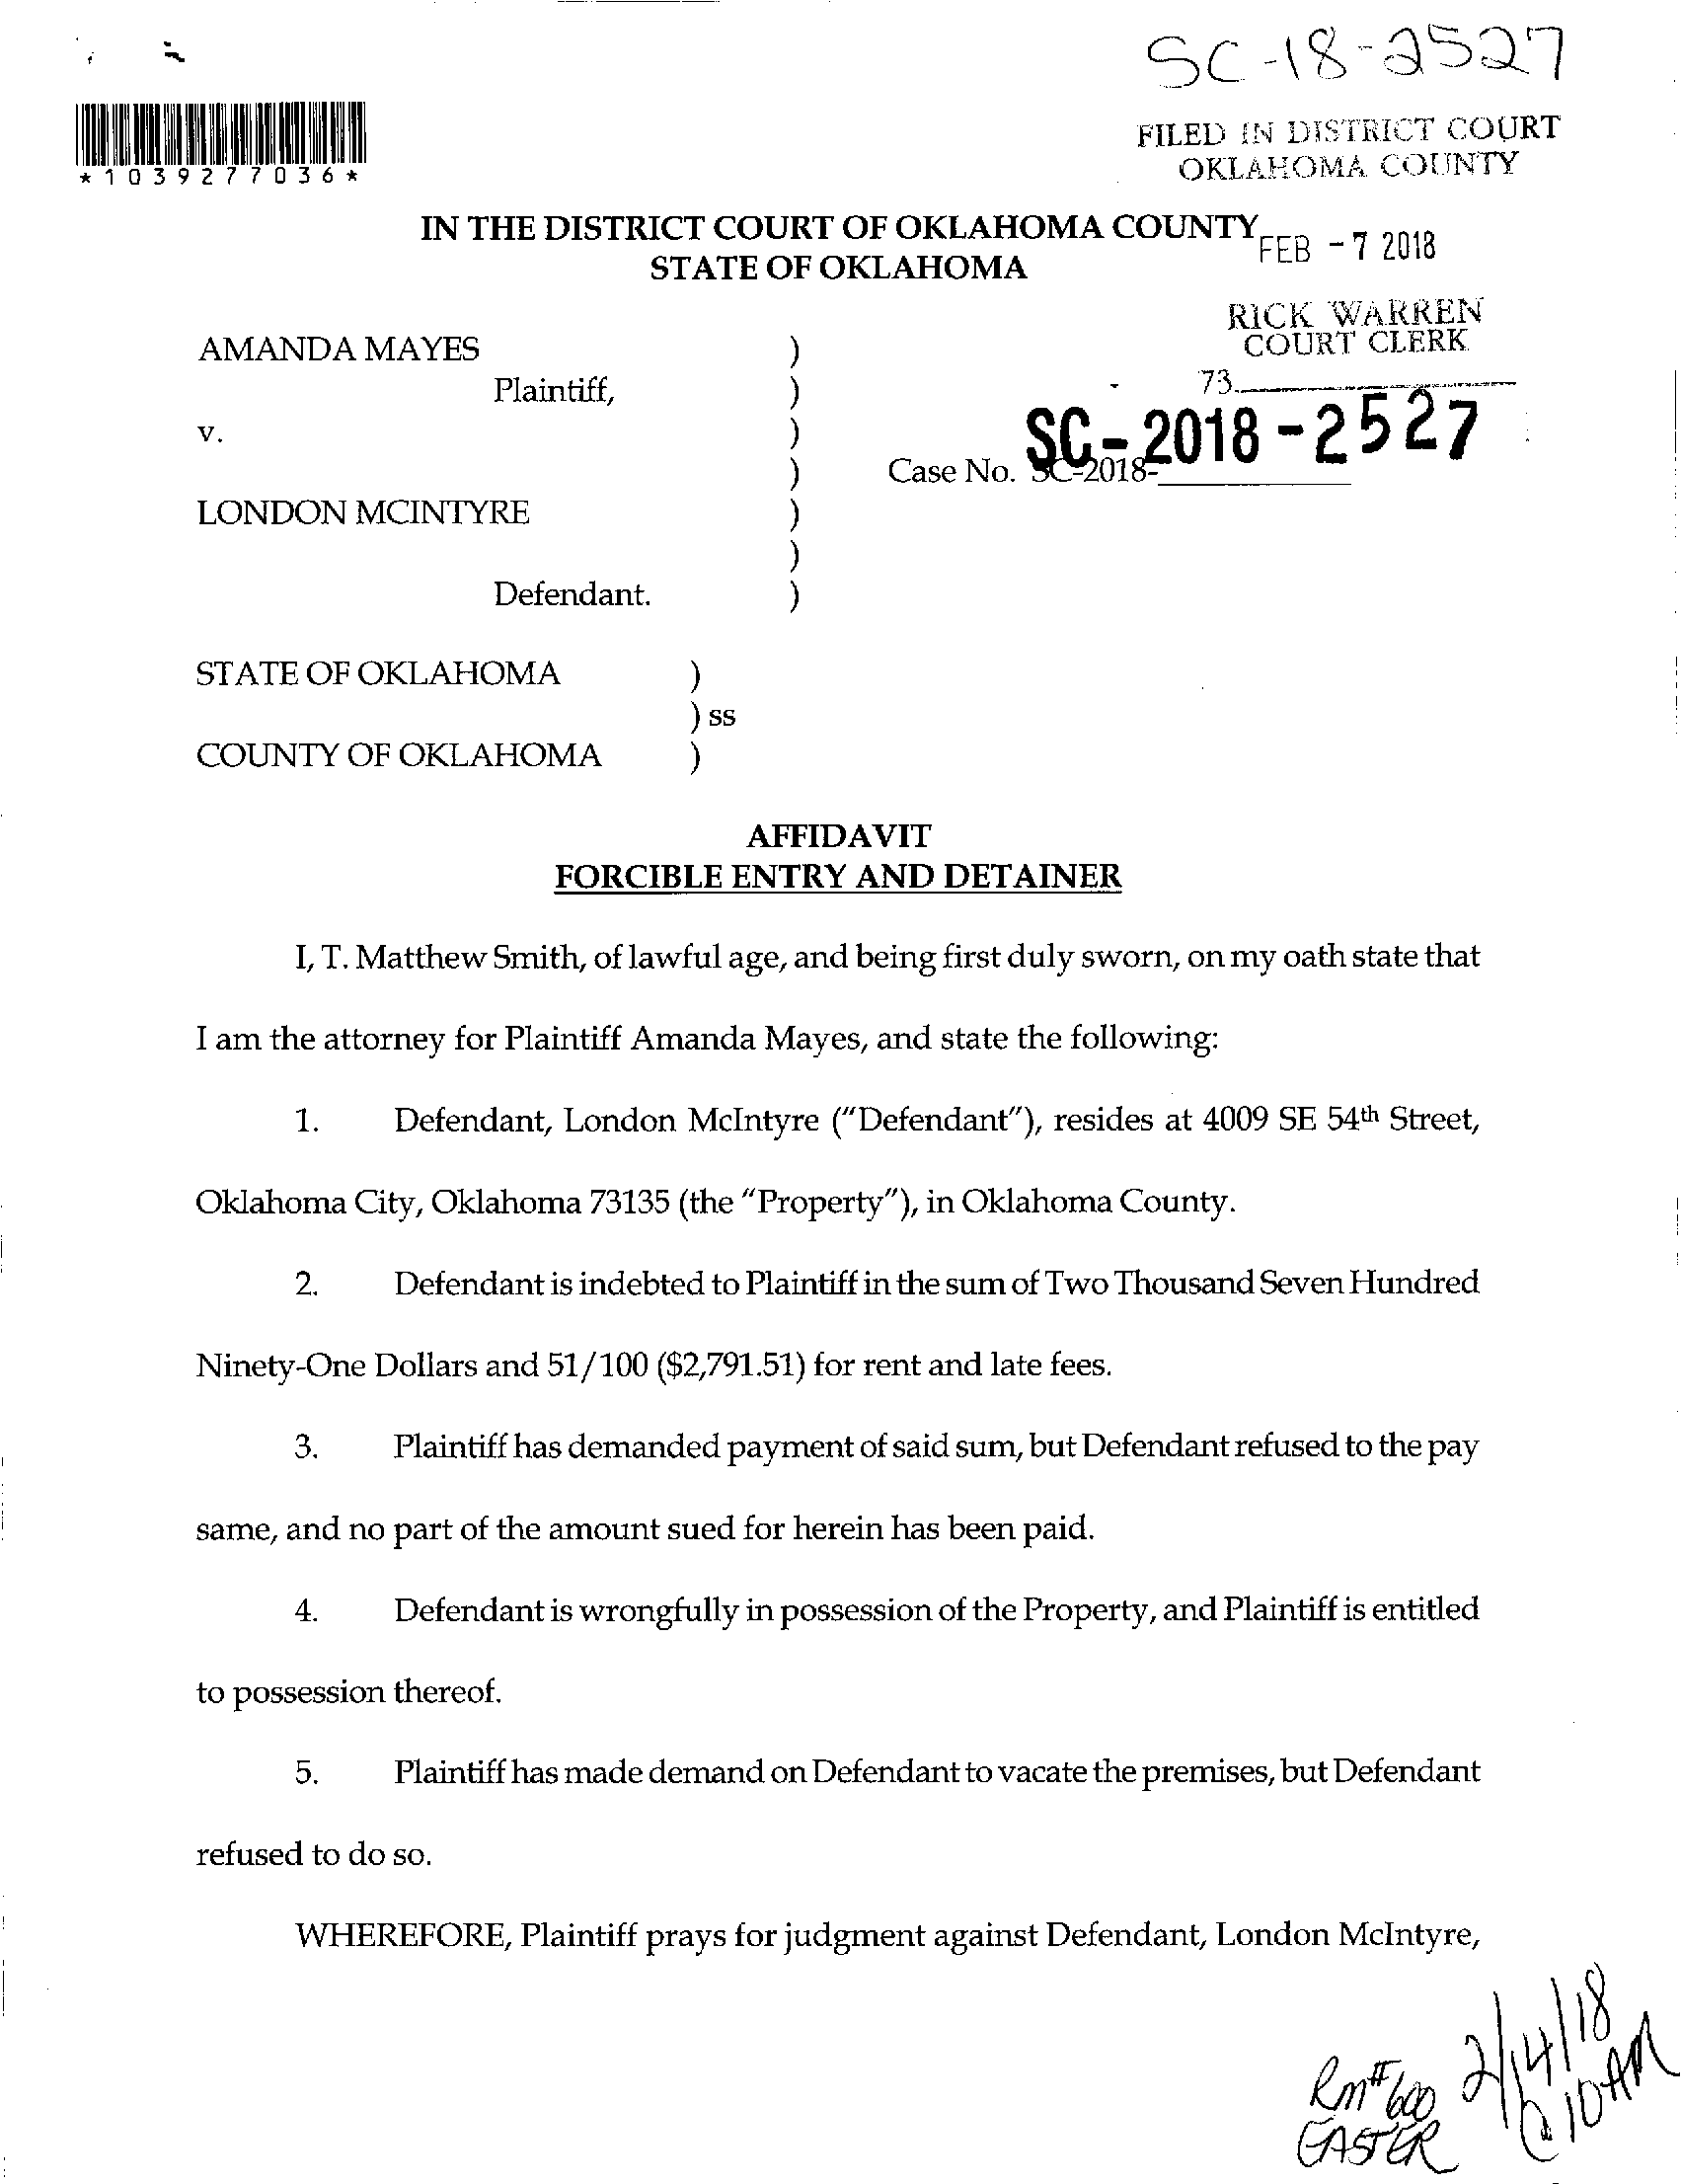 SC-18-2527
*1039277036*
FILED IN DISTRICT COURT
OKLAHOMA COUNTY
IN THE DISTRICT COURT OF OKLAHOMA COUNTY
STATE OF OKLAHOMA
FEB - 7 2018
RICK WARREN
COURT CLERK
73.
AMANDA MAYES )
Plaintiff, )
v. )
) Case No. SC-2018-
SC-2018-2527
LONDON MCINTYRE )
)
Defendant. )
STATE OF OKLAHOMA )
) ss
COUNTY OF OKLAHOMA )
AFFIDAVIT
FORCIBLE ENTRY AND DETAINER
I, T. Matthew Smith, of lawful age, and being first duly sworn, on my oath state that
I am the attorney for Plaintiff Amanda Mayes, and state the following:
1. Defendant, London McIntyre ("Defendant"), resides at 4009 SE 54th Street,
Oklahoma City, Oklahoma 73135 (the "Property"), in Oklahoma County.
2. Defendant is indebted to Plaintiff in the sum of Two Thousand Seven Hundred
Ninety-One Dollars and 51/100 ($2,791.51) for rent and late fees.
3. Plaintiff has demanded payment of said sum, but Defendant refused to the pay
same, and no part of the amount sued for herein has been paid.
4. Defendant is wrongfully in possession of the Property, and Plaintiff is entitled
to possession thereof.
5. Plaintiff has made demand on Defendant to vacate the premises, but Defendant
refused to do so.
WHEREFORE, Plaintiff prays for judgment against Defendant, London McIntyre,
2/14/18
@ 10AM
Rm# 600
EASTER